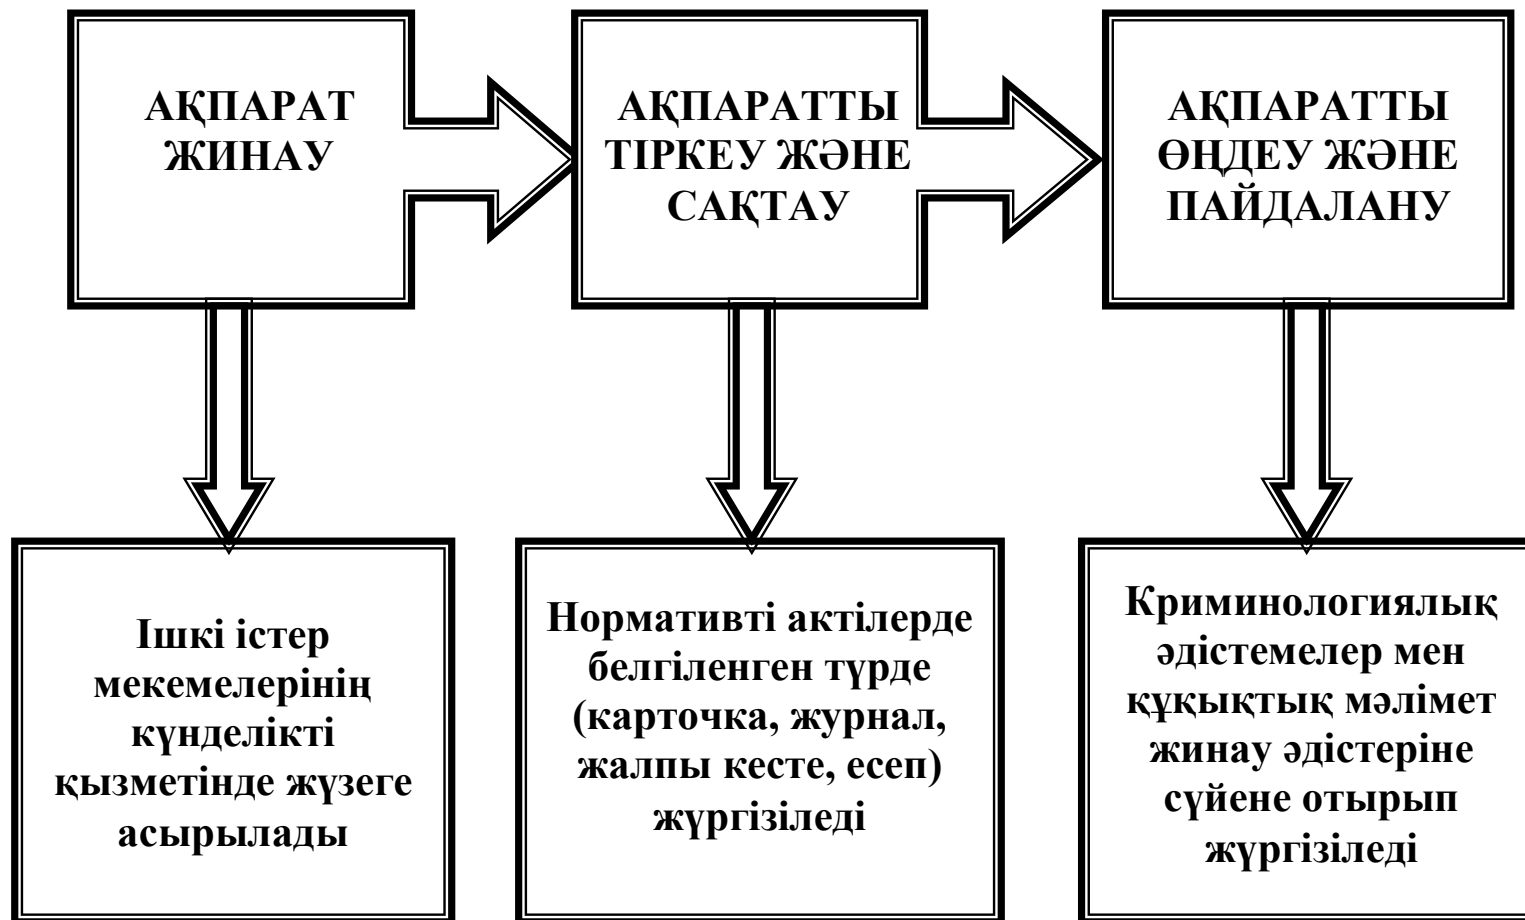 АҚПАРАТ
ЖИНАУ
АҚПАРАТТЫ
ТІРКЕУ ЖӘНЕ
САҚТАУ
АҚПАРАТТЫ
ӨҢДЕУ ЖӘНЕ
ПАЙДАЛАНУ
Ішкі істер
мекемелерінің
күнделікті
қызметінде жүзеге
асырылады
Нормативті актілерде
белгіленген түрде
(карточка, журнал,
жалпы кесте, есеп)
жүргізіледі
Криминологиялық
әдістемелер мен
құқықтық мәлімет
жинау әдістеріне
сүйене отырып
жүргізіледі